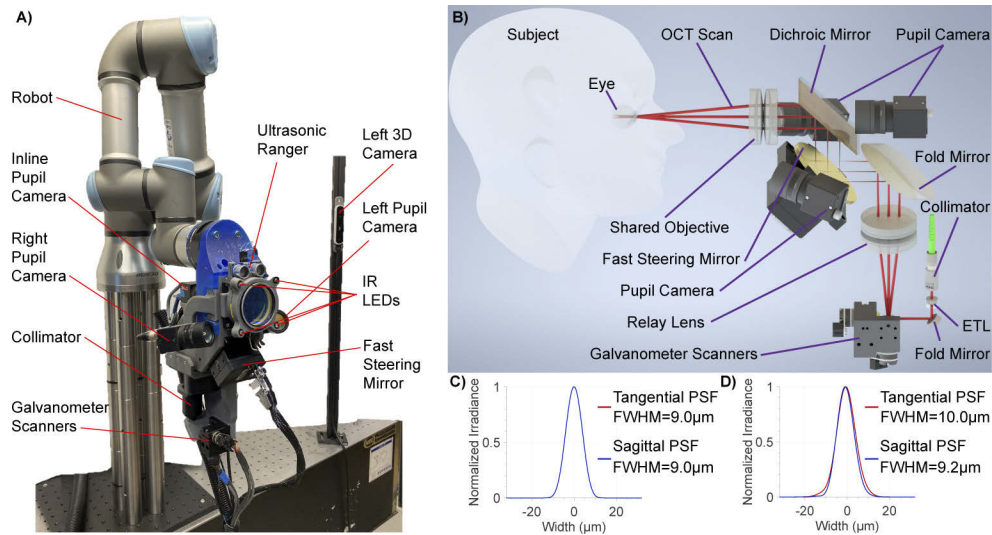 A)
Robot
Inline
Pupil
Camera
Right
Pupil
Camera
Collimator
Galvanometer
Scanners
Ultrasonic
Ranger
Left 3D
Camera
Left Pupil
Camera
IR
LEDs
Fast
Steering
Mirror
B)
Subject
OCT Scan
Dichroic Mirror
Pupil Camera
Eye
Fold Mirror
Collimator
Shared Objective
Fast Steering Mirror
Pupil Camera
Relay Lens
Galvanometer Scanners
ETL
Fold Mirror
C)
Normalized Irradiance
1
0.5
0
-20
0
20
Width (µm)
Tangential PSF
FWHM=9.0µm
Sagittal PSF
FWHM=9.0µm
D)
Normalized Irradiance
1
0.5
0
-20
0
20
Width (µm)
Tangential PSF
FWHM=10.0µm
Sagittal PSF
FWHM=9.2µm